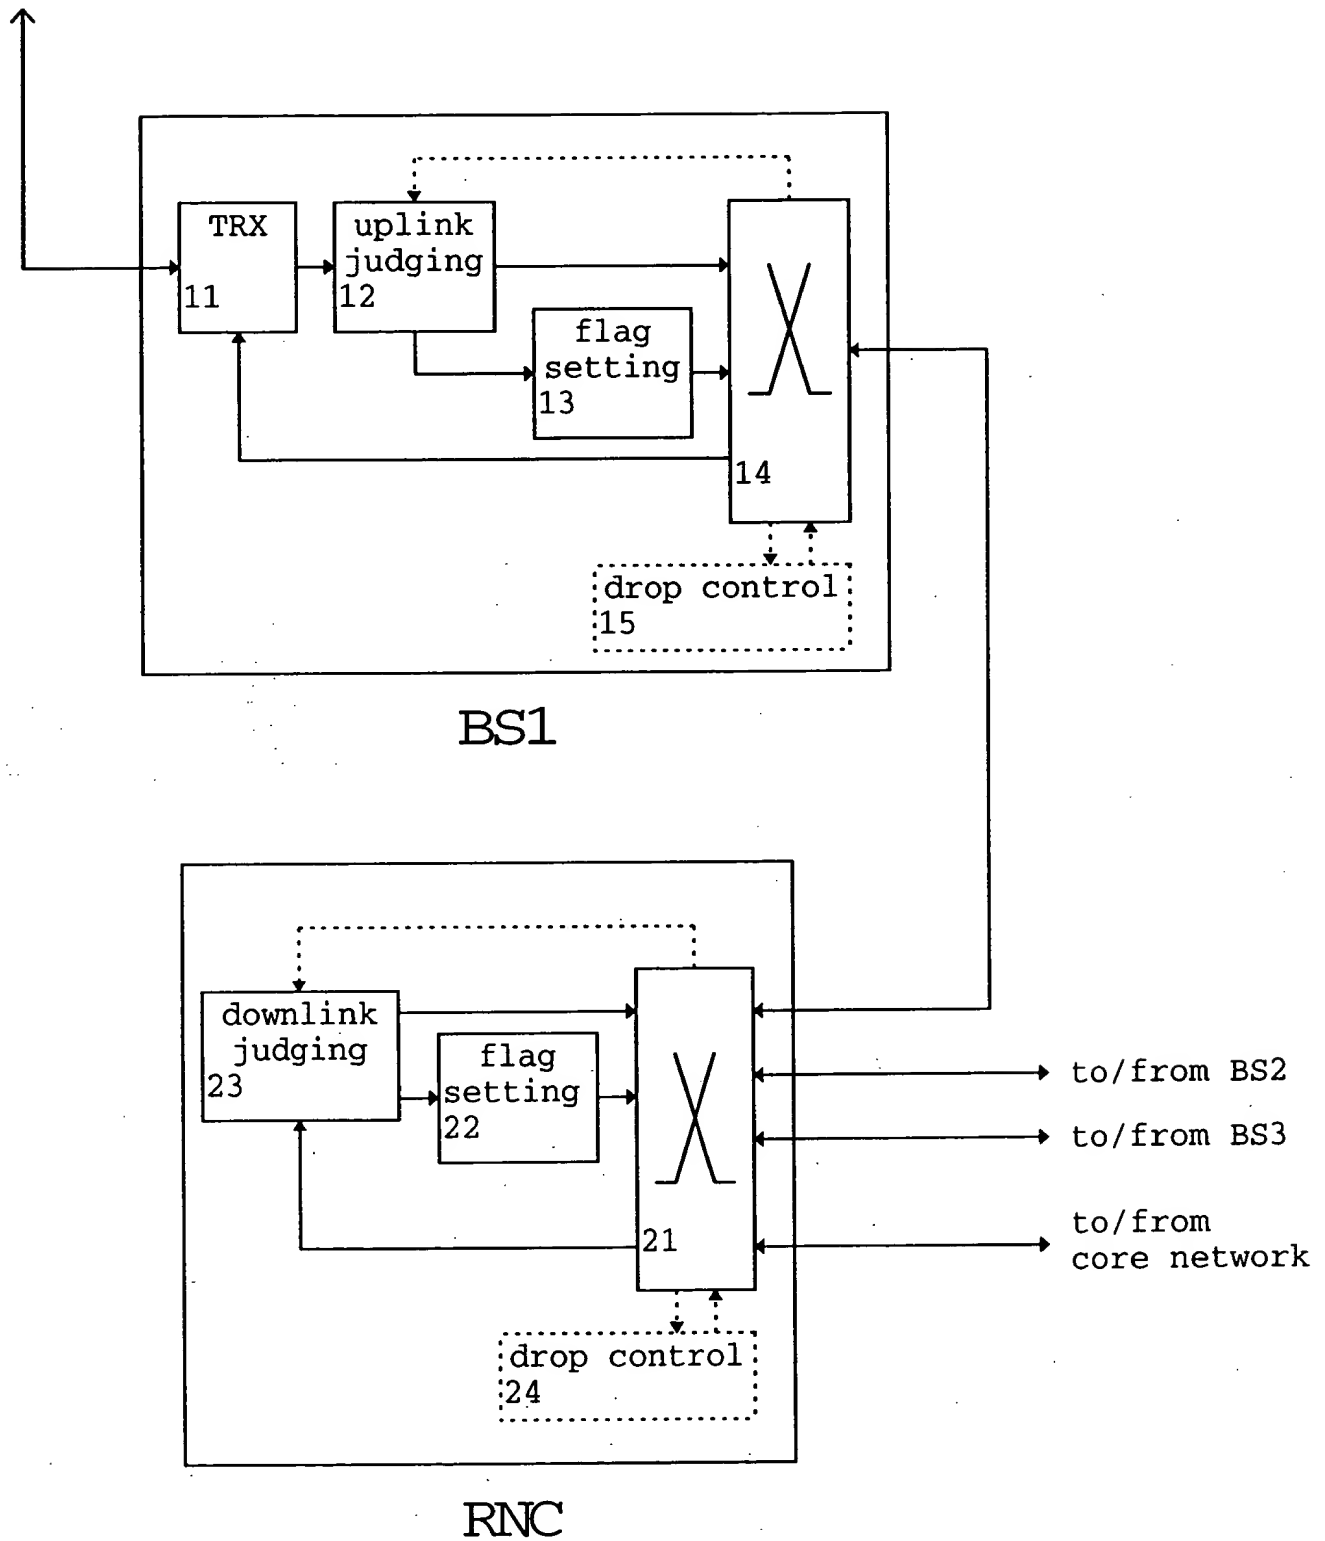 TRX
11
uplink
judging
12
flag
setting
13
14
drop control
15
BS1
downlink
judging
23
flag
setting
22
21
to/from BS2
to/from BS3
to/from
core network
drop control
24
RNC